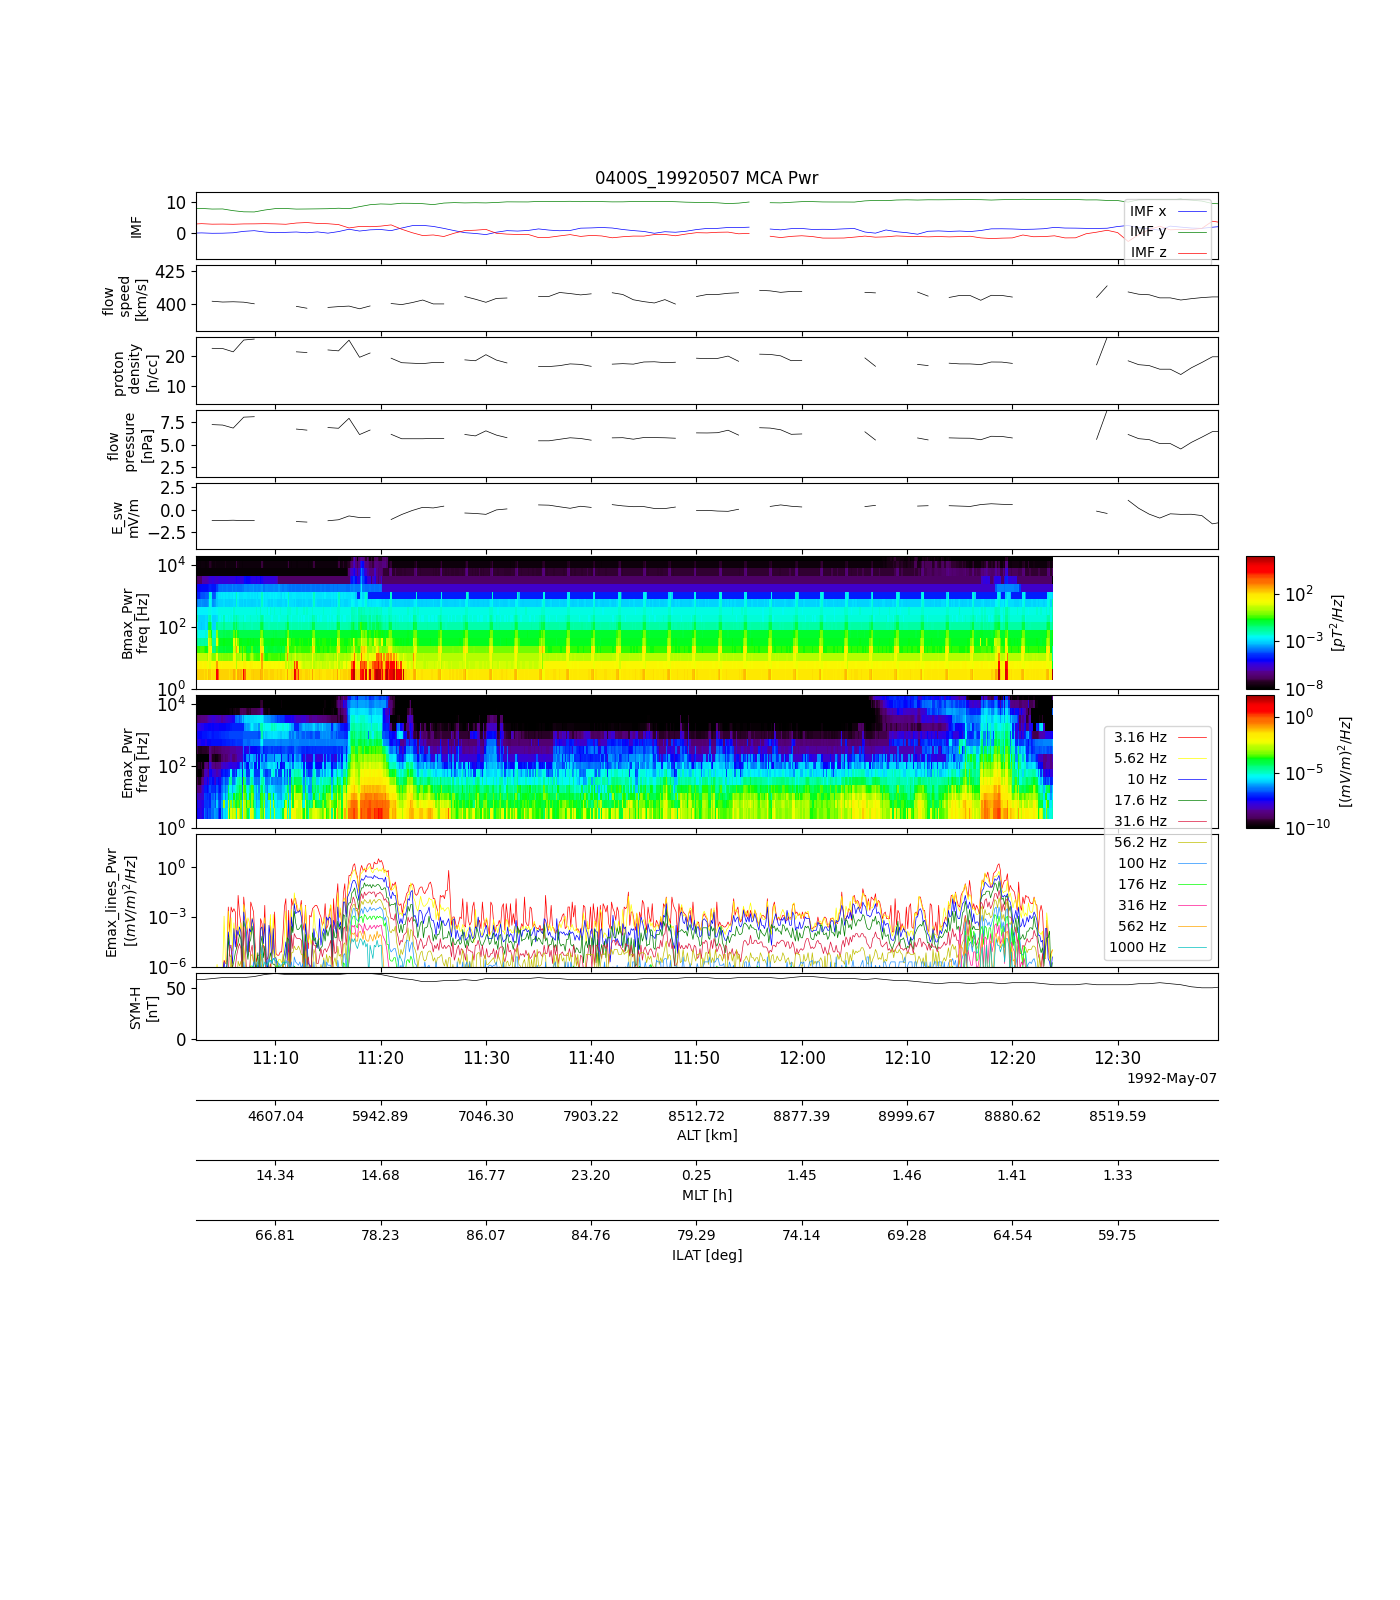 0400S_19920507 MCA Pwr
10
0
IMF
IMF x
IMF y
IMF z
425
400
flow
speed
[km/s]
20
10
proton
density
[n/cc]
7.5
5.0
2.5
flow
pressure
[nPa]
2.5
0.0
−2.5
E_sw
mV/m
10^4
10^2
10^0
Bmax_Pwr
freq [Hz]
10^2
10^−3
10^−8
[pT^2/Hz]
10^4
10^2
10^0
Emax_Pwr
freq [Hz]
10^0
10^−5
10^−10
[(mV/m)^2/Hz]
3.16 Hz
5.62 Hz
10 Hz
17.6 Hz
31.6 Hz
56.2 Hz
100 Hz
176 Hz
316 Hz
562 Hz
1000 Hz
10^0
10^−3
10^−6
Emax_lines_Pwr
[(mV/m)^2/Hz]
50
0
SYM-H
[nT]
11:10 11:20 11:30 11:40 11:50 12:00 12:10 12:20 12:30
1992-May-07
4607.04 5942.89 7046.30 7903.22 8512.72 8877.39 8999.67 8880.62 8519.59
ALT [km]
14.34 14.68 16.77 23.20 0.25 1.45 1.46 1.41 1.33
MLT [h]
66.81 78.23 86.07 84.76 79.29 74.14 69.28 64.54 59.75
ILAT [deg]